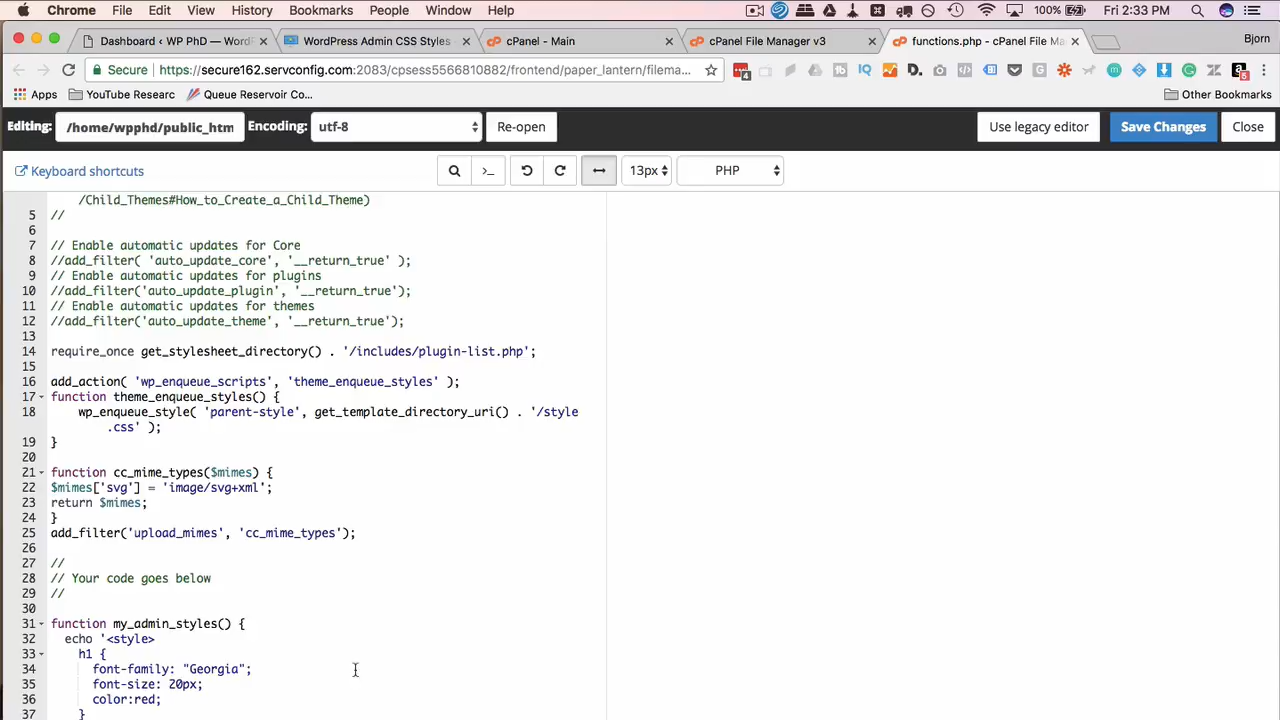 Chrome File Edit View History Bookmarks People Window Help 100% Fri 2:33 PM
Dashboard ‹ WP PhD — WordF WordPress Admin CSS Styles cPanel - Main cPanel File Manager v3 functions.php - cPanel File Ma Bjorn
Secure https://secure162.servconfig.com:2083/cpsess5566810882/frontend/paper_lantern/filema...
Apps YouTube Researc Queue Reservoir Co... Other Bookmarks
Editing: /home/wpphd/public_htm Encoding: utf-8 Re-open Use legacy editor Save Changes Close
Keyboard shortcuts 13px PHP
/Child_Themes#How_to_Create_a_Child_Theme)
5 //
6
7 // Enable automatic updates for Core
8 //add_filter( 'auto_update_core', '__return_true' );
9 // Enable automatic updates for plugins
10 //add_filter('auto_update_plugin', '__return_true');
11 // Enable automatic updates for themes
12 //add_filter('auto_update_theme', '__return_true');
13
14 require_once get_stylesheet_directory() . '/includes/plugin-list.php';
15
16 add_action( 'wp_enqueue_scripts', 'theme_enqueue_styles' );
17 function theme_enqueue_styles() {
18 wp_enqueue_style( 'parent-style', get_template_directory_uri() . '/style
.css' );
19 }
20
21 function cc_mime_types($mimes) {
22 $mimes['svg'] = 'image/svg+xml';
23 return $mimes;
24 }
25 add_filter('upload_mimes', 'cc_mime_types');
26
27 //
28 // Your code goes below
29 //
30
31 function my_admin_styles() {
32 echo '<style>
33 h1 {
34 font-family: "Georgia";
35 font-size: 20px;
36 color:red;
37 }